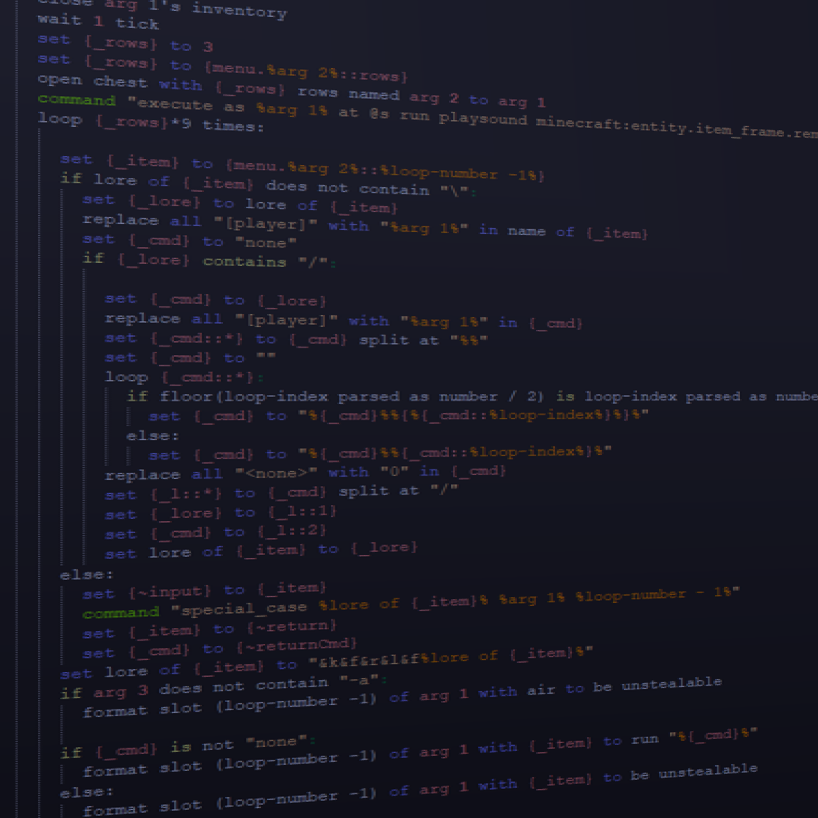 close arg 1's inventory
wait 1 tick
set {_rows} to 3
set {_rows} to {menu.%arg 2%::rows}
open chest with {_rows} rows named arg 2 to arg 1
command "execute as %arg 1% at @s run playsound minecraft:entity.item_frame.rem
loop {_rows}*9 times:
set {_item} to {menu.%arg 2%::%loop-number -1%}
if lore of {_item} does not contain "\":
set {_lore} to lore of {_item}
replace all "[player]" with "%arg 1%" in name of {_item}
set {_cmd} to "none"
if {_lore} contains "/":
set {_cmd} to {_lore}
replace all "[player]" with "%arg 1%" in {_cmd}
set {_cmd::*} to {_cmd} split at "%%"
set {_cmd} to ""
loop {_cmd::*}:
if floor(loop-index parsed as number / 2) is loop-index parsed as numbe
set {_cmd} to "%{_cmd}%%{%{_cmd::%loop-index%}%}%"
else:
set {_cmd} to "%{_cmd}%%{_cmd::%loop-index%}%"
replace all "<none>" with "0" in {_cmd}
set {_l::*} to {_cmd} split at "/"
set {_lore} to {_l::1}
set {_cmd} to {_l::2}
set lore of {_item} to {_lore}
else:
set {~input} to {_item}
command "special_case %lore of {_item}% %arg 1% %loop-number - 1%"
set {_item} to {~return}
set {_cmd} to {~returnCmd}
set lore of {_item} to "&k&f&r&l&f%lore of {_item}%"
if arg 3 does not contain "-a":
format slot (loop-number -1) of arg 1 with air to be unstealable
if {_cmd} is not "none":
format slot (loop-number -1) of arg 1 with {_item} to run "%{_cmd}%"
else:
format slot (loop-number -1) of arg 1 with {_item} to be unstealable